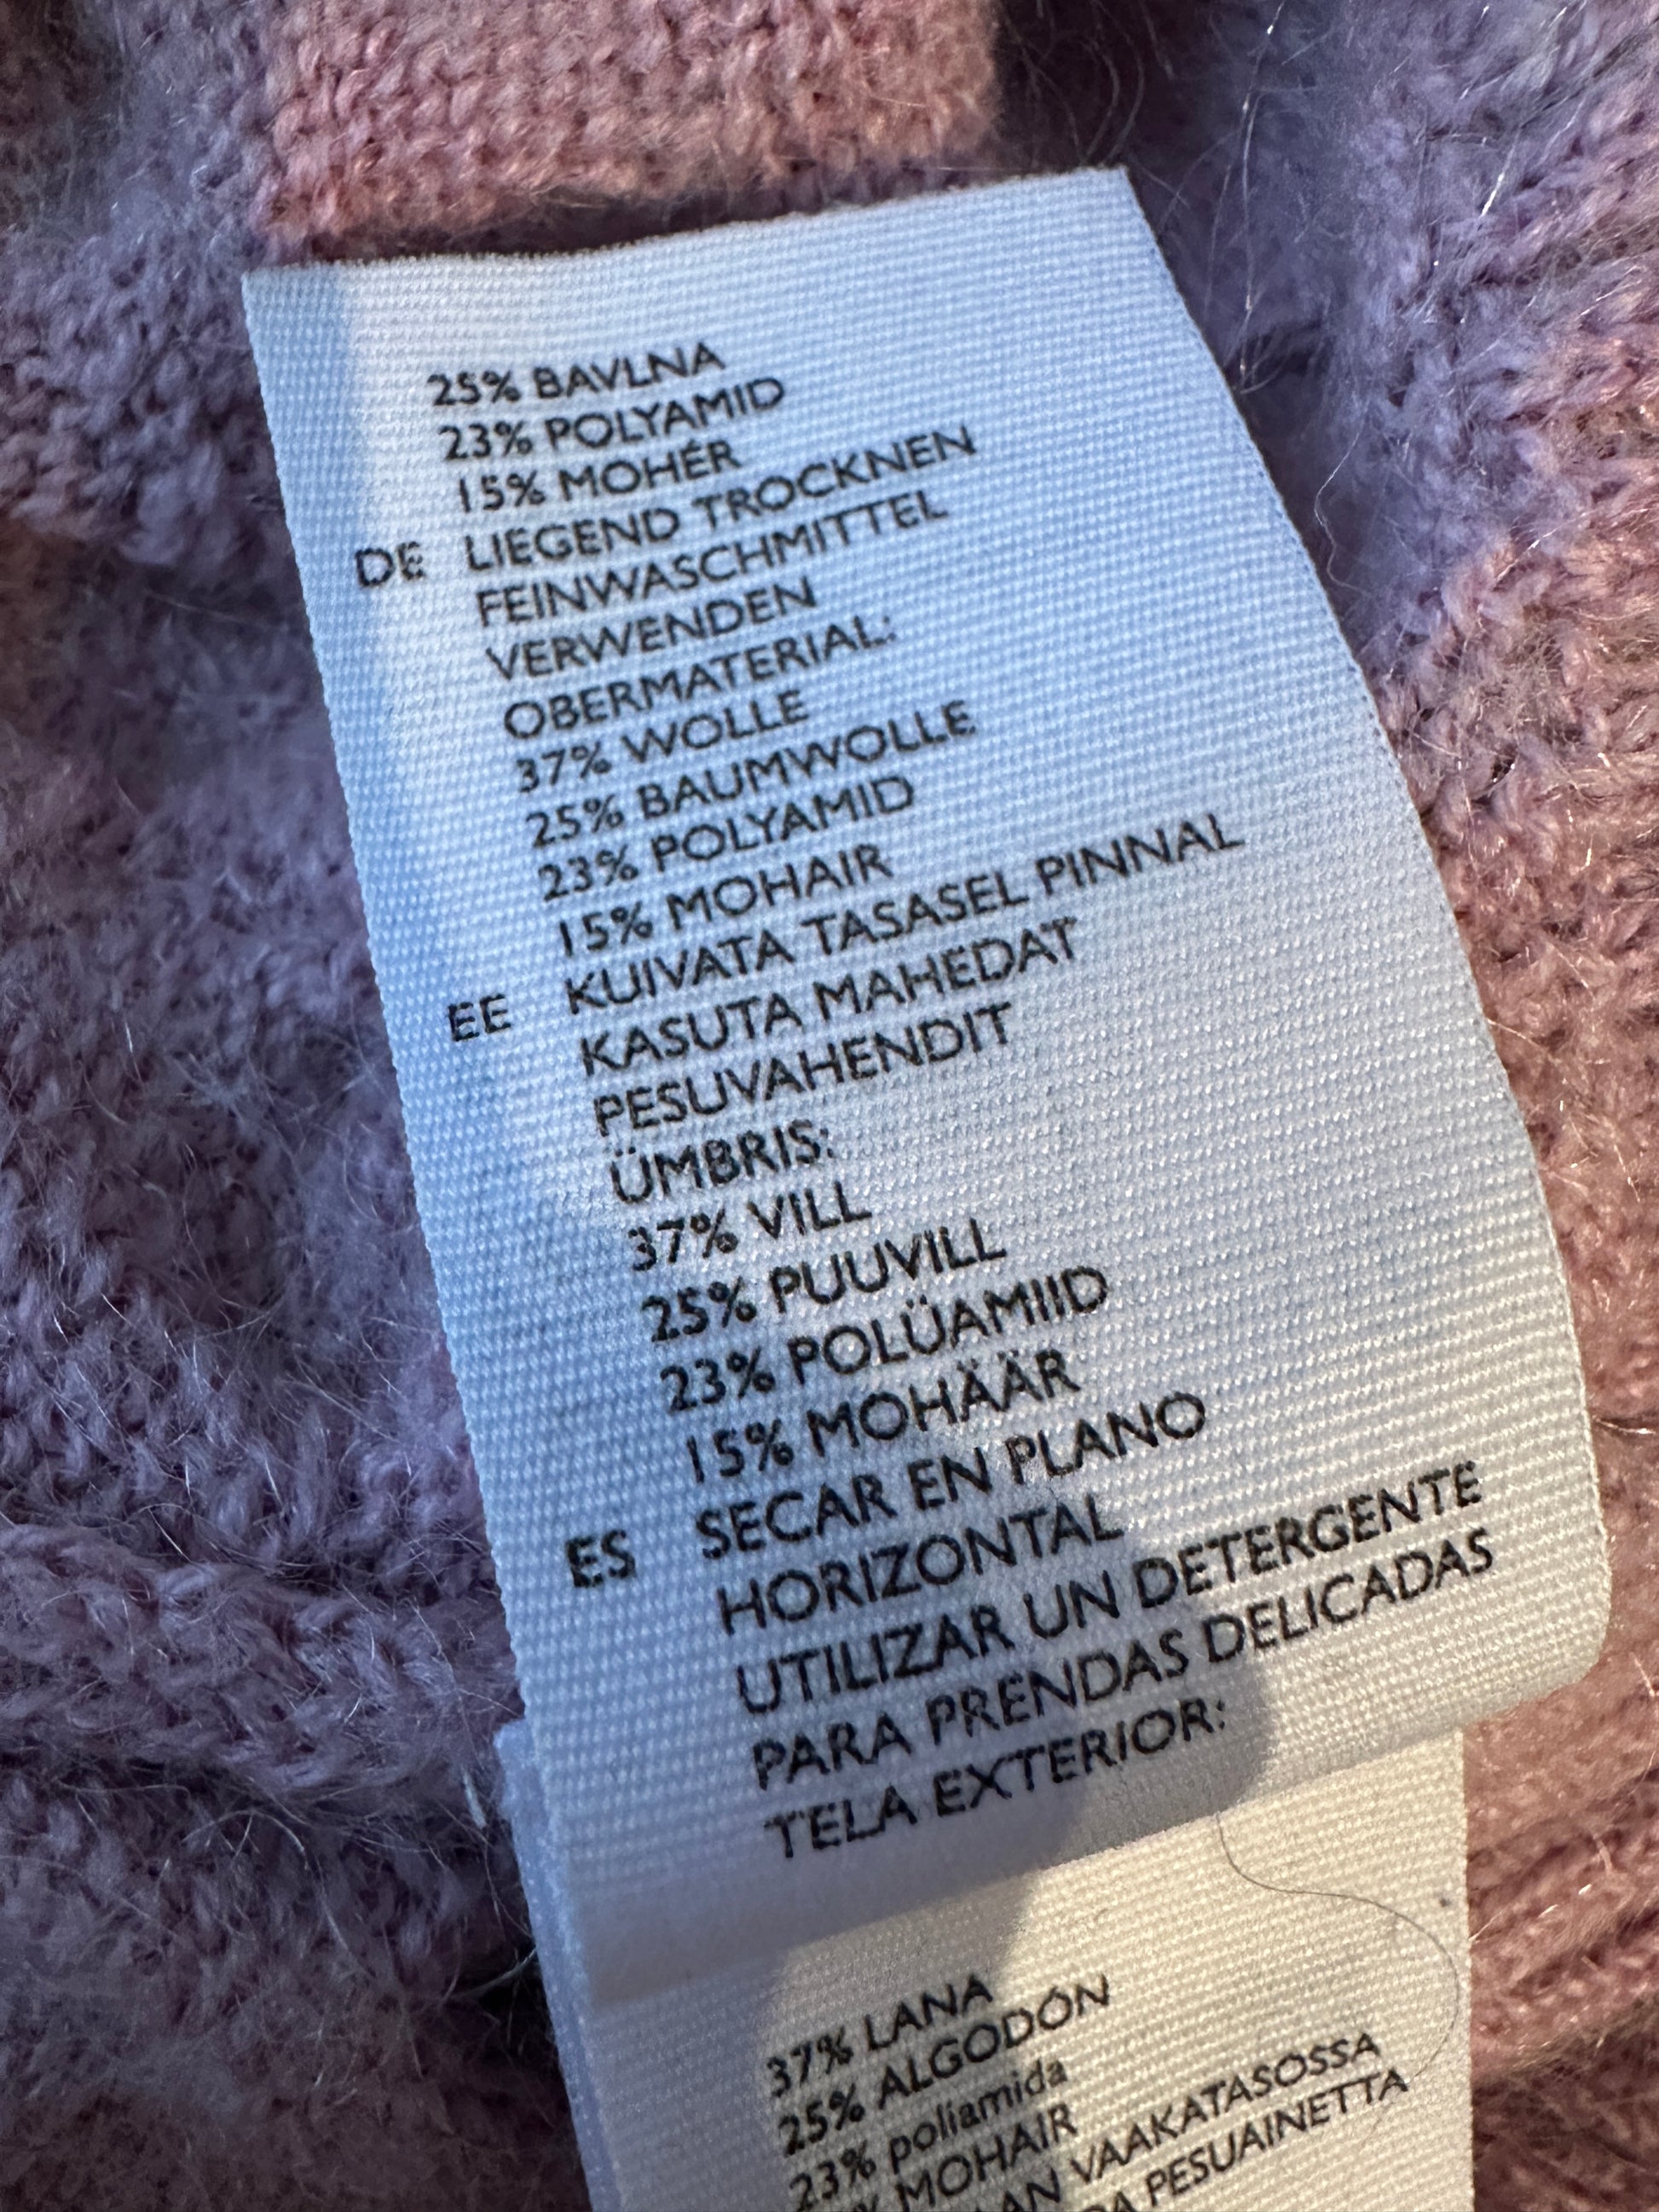 25% BAVLNA
23% POLYAMID
15% MOHÉR
DE LIEGEND TROCKNEN
FEINWASCHMITTEL
VERWENDEN
OBERMATERIAL:
37% WOLLE
25% BAUMWOLLE
23% POLYAMID
15% MOHAIR
EE KUIVATA TASASEL PINNAL
KASUTA MAHEDAT
PESUVAHENDIT
ÜMBRIS:
37% VILL
25% PUUVILL
23% POLÜAMIID
15% MOHÄÄR
ES SECAR EN PLANO
HORIZONTAL
UTILIZAR UN DETERGENTE
PARA PRENDAS DELICADAS
TELA EXTERIOR:
37% LANA
25% ALGODÓN
23% poliamida
MOHAIR
VAAKATASOSSA
PESUAINETTA